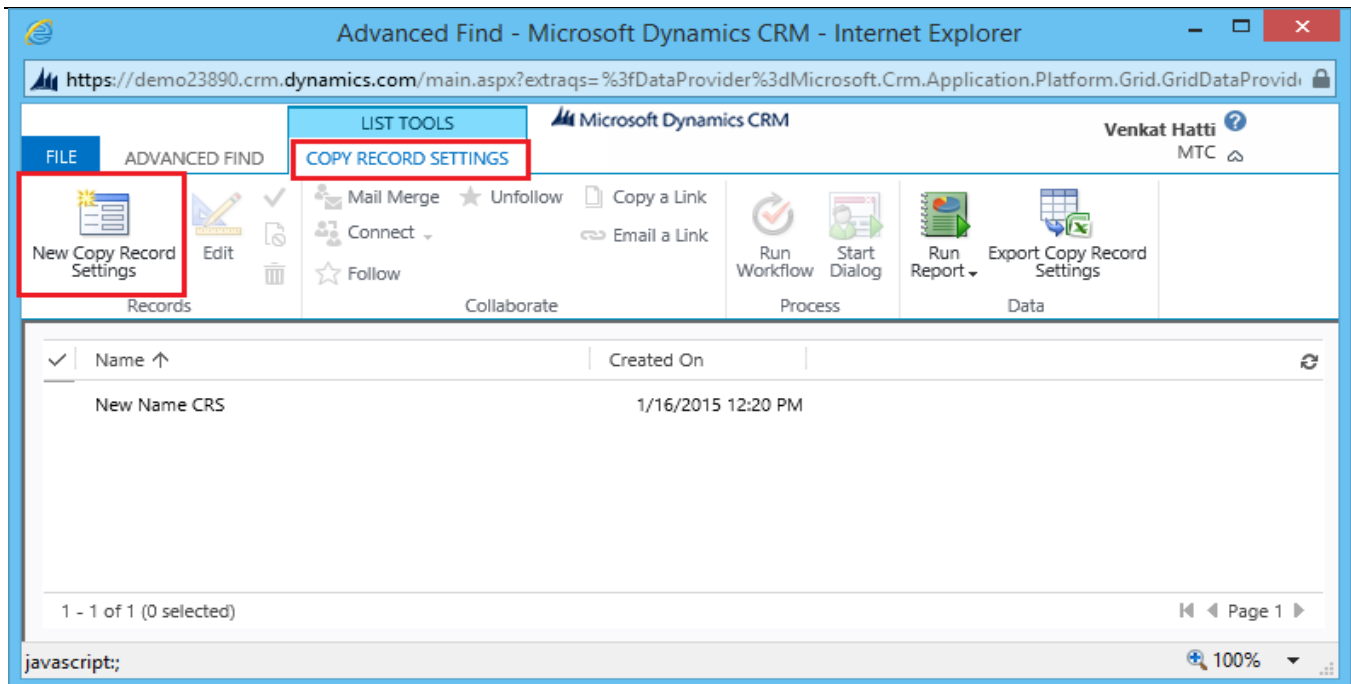 Advanced Find - Microsoft Dynamics CRM - Internet Explorer
https://demo23890.crm.dynamics.com/main.aspx?extraqs=%3fDataProvider%3dMicrosoft.Crm.Application.Platform.Grid.GridDataProvid
LIST TOOLS
Microsoft Dynamics CRM
Venkat Hatti
MTC
FILE
ADVANCED FIND
COPY RECORD SETTINGS
New Copy Record
Settings
Edit
Records
Mail Merge
Unfollow
Copy a Link
Connect
Email a Link
Follow
Collaborate
Run
Workflow
Start
Dialog
Process
Run
Report
Export Copy Record
Settings
Data
Name
Created On
New Name CRS
1/16/2015 12:20 PM
1 - 1 of 1 (0 selected)
Page 1
javascript:;
100%